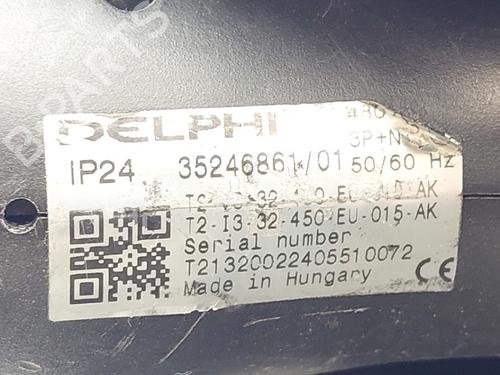 DELPHI 480
IP24 35246861/01 3P+N
50/60 Hz
T2-I3-32-450-EU-015-AK
Serial number
T21320022405510072
Made in Hungary CE